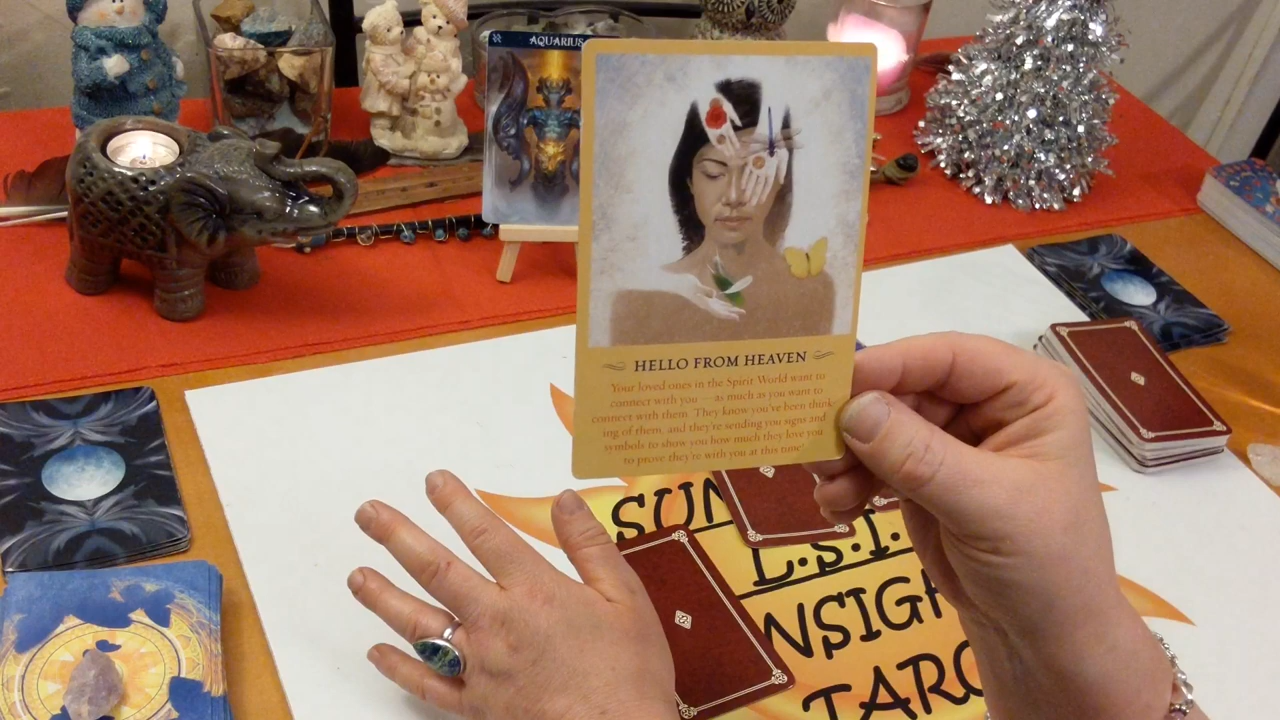 AQUARIUS
HELLO FROM HEAVEN
Your loved ones in the Spirit World want to
connect with you — as much as you want to
connect with them. They know you've been think-
ing of them, and they're sending you signs and
symbols to show you how much they love you
to prove they're with you at this time!
SUN
L.S.I.
NSIGH
TARO